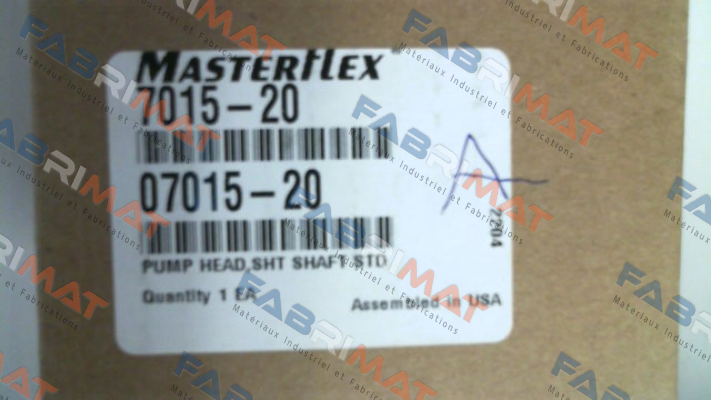 MASTERFLEX
7015-20
07015-20
PUMP HEAD,SHT SHAFT,STD
Quantity 1 EA
Assembled in USA
2204
A
FABRIMAT
Matériaux Industriel et Fabrications